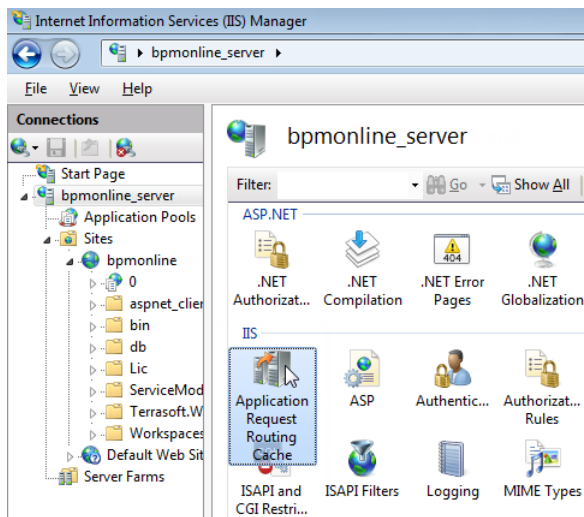 Internet Information Services (IIS) Manager
bpmonline_server
File View Help
Connections
Start Page
bpmonline_server
Application Pools
Sites
bpmonline
0
aspnet_clien
bin
db
Lic
ServiceMod
Terrasoft.W
Workspaces
Default Web Sit
Server Farms
bpmonline_server
Filter: Go Show All
ASP.NET
.NET Authorizat...
.NET Compilation
404
.NET Error Pages
.NET Globalization
IIS
Application Request Routing Cache
ASP
Authentic...
Authorizat... Rules
ISAPI and CGI Restri...
ISAPI Filters
Logging
MIME Types